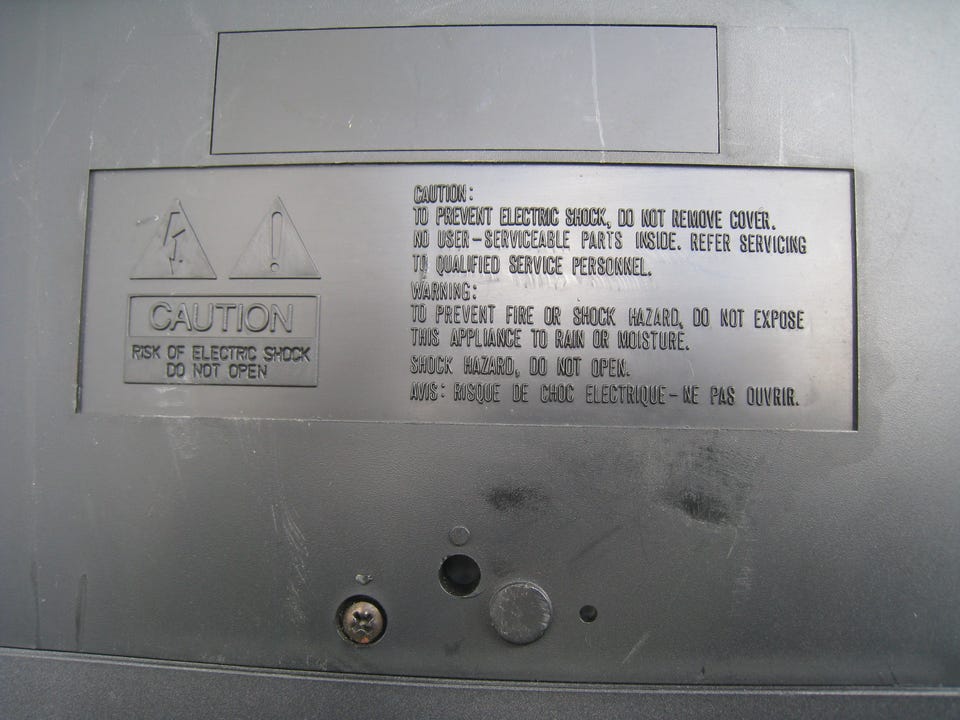 CAUTION
RISK OF ELECTRIC SHOCK
DO NOT OPEN
CAUTION:
TO PREVENT ELECTRIC SHOCK, DO NOT REMOVE COVER.
NO USER-SERVICEABLE PARTS INSIDE. REFER SERVICING
TO QUALIFIED SERVICE PERSONNEL.
WARNING:
TO PREVENT FIRE OR SHOCK HAZARD, DO NOT EXPOSE
THIS APPLIANCE TO RAIN OR MOISTURE.
SHOCK HAZARD, DO NOT OPEN.
AVIS: RISQUE DE CHOC ELECTRIQUE-NE PAS OUVRIR.